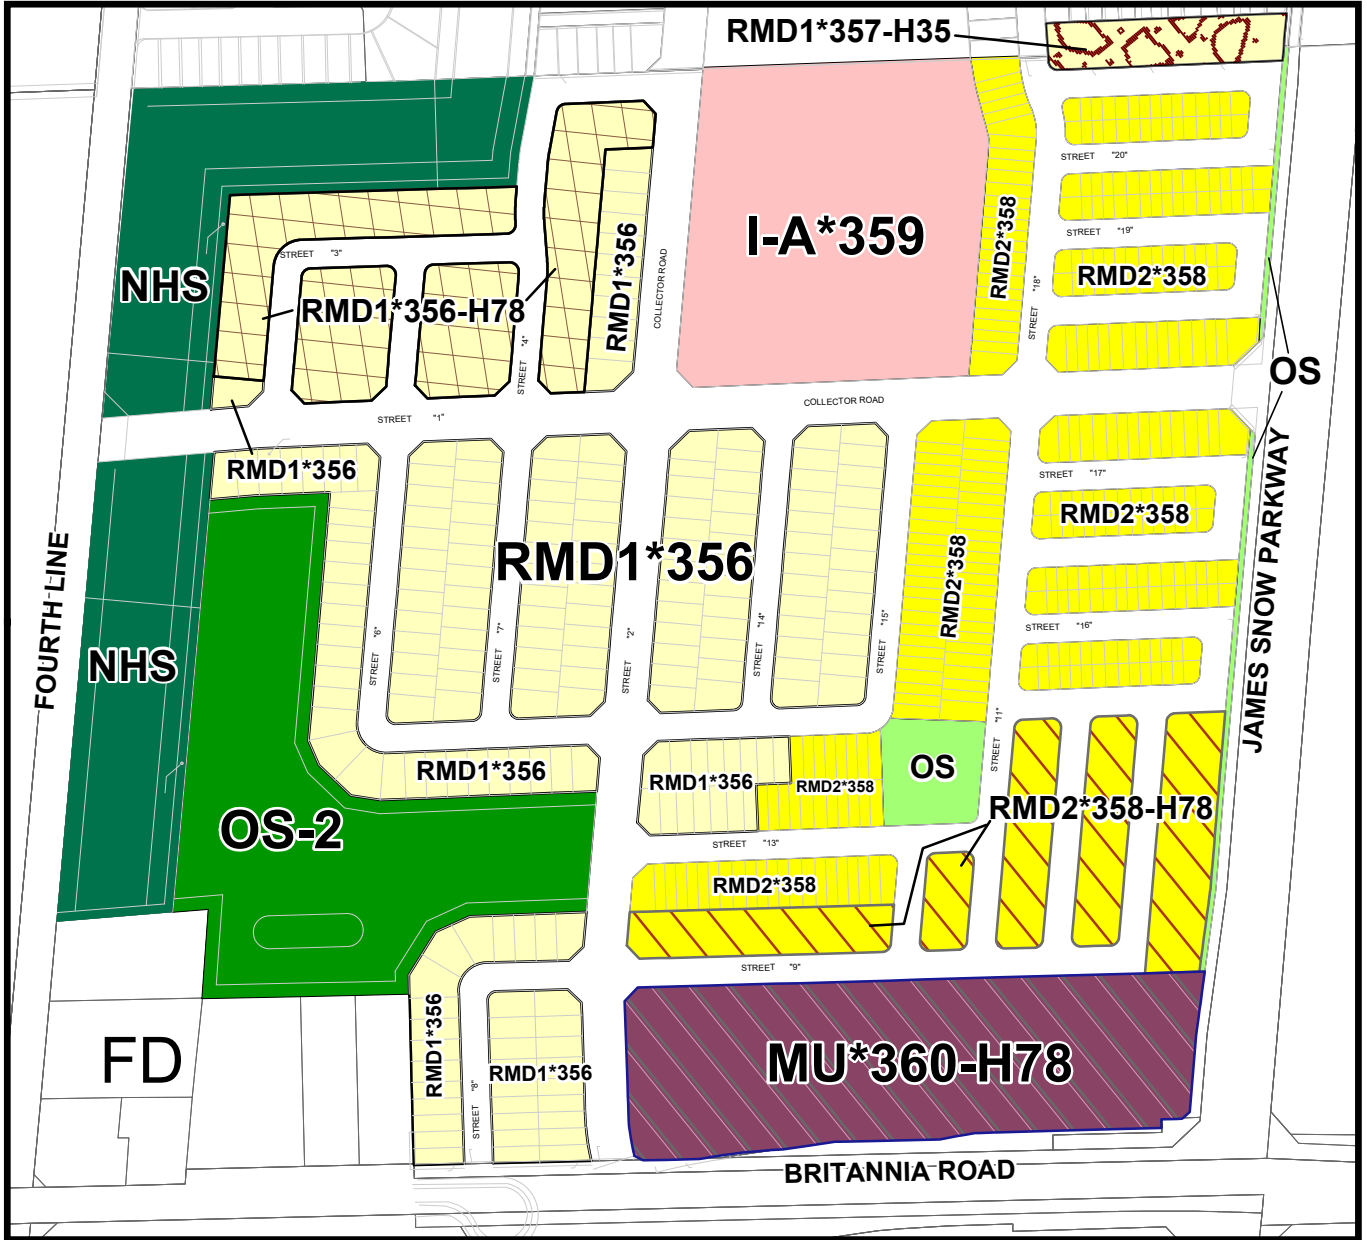 RMD1*357-H35
STREET "20"
I-A*359
RMD2*358
STREET "19"
NHS
STREET "3"
RMD1*356
COLLECTOR ROAD
RMD2*358
STREET "18"
RMD1*356-H78
STREET "4"
OS
COLLECTOR ROAD
STREET "1"
RMD1*356
STREET "17"
RMD2*358
JAMES SNOW PARKWAY
FOURTH LINE
RMD1*356
RMD2*358
NHS
STREET "6"
STREET "7"
STREET "2"
STREET "14"
STREET "15"
STREET "16"
STREET "11"
RMD1*356
RMD1*356
RMD2*358
OS
RMD2*358-H78
OS-2
STREET "13"
RMD2*358
STREET "9"
FD
RMD1*356
RMD1*356
STREET "8"
MU*360-H78
BRITANNIA ROAD